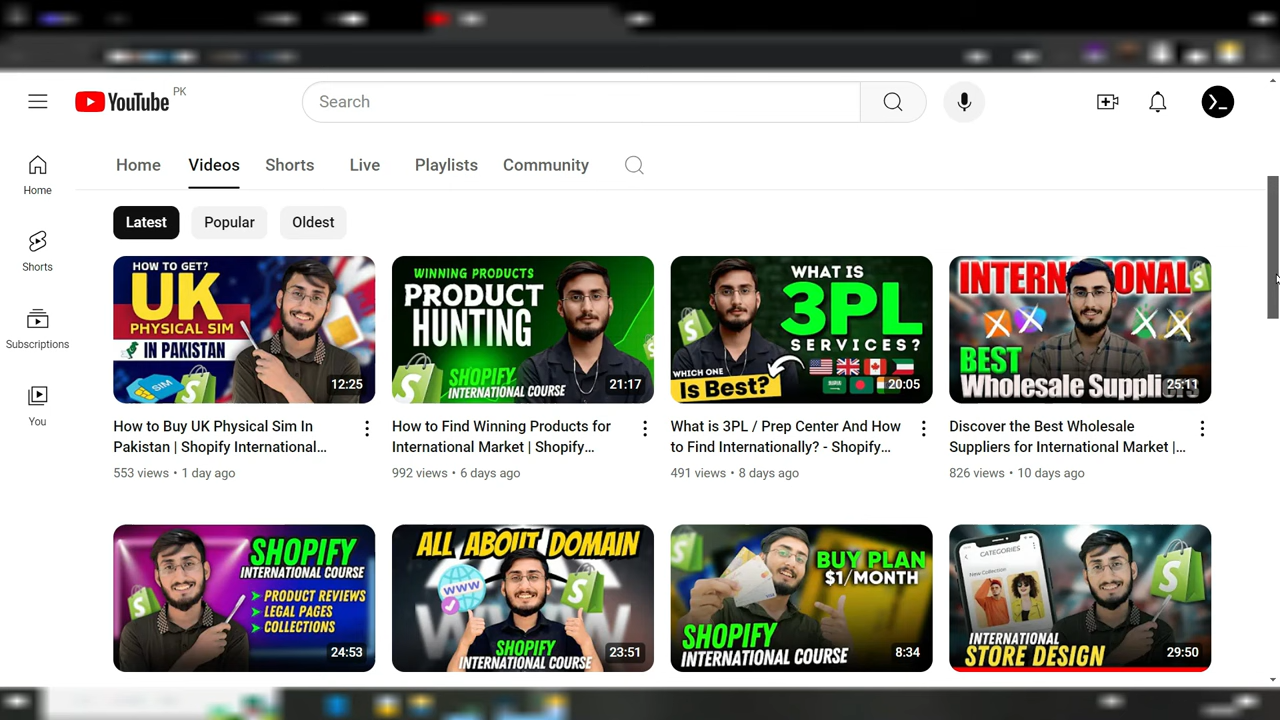 YouTube PK
Search
Home Videos Shorts Live Playlists Community
Home
Shorts
Subscriptions
You
Latest Popular Oldest
HOW TO GET?
UK
PHYSICAL SIM
IN PAKISTAN
SIM
12:25
WINNING PRODUCTS
PRODUCT
HUNTING
SHOPIFY
INTERNATIONAL COURSE
21:17
WHAT IS
3PL
SERVICES?
WHICH ONE
Is Best?
20:05
BEST
Wholesale
25:11
How to Buy UK Physical Sim In
Pakistan | Shopify International...
553 views • 1 day ago
How to Find Winning Products for
International Market | Shopify...
992 views • 6 days ago
What is 3PL / Prep Center And How
to Find Internationally? - Shopify...
491 views • 8 days ago
Discover the Best Wholesale
Suppliers for International Market |...
826 views • 10 days ago
SHOPIFY
INTERNATIONAL COURSE
PRODUCT REVIEWS
LEGAL PAGES
COLLECTIONS
24:53
ALL ABOUT DOMAIN
WWW
SHOPIFY
INTERNATIONAL COURSE
23:51
BUY PLAN
$1/MONTH
SHOPIFY
INTERNATIONAL COURSE
8:34
CATEGORIES
New Collection
INTERNATIONAL
STORE DESIGN
29:50